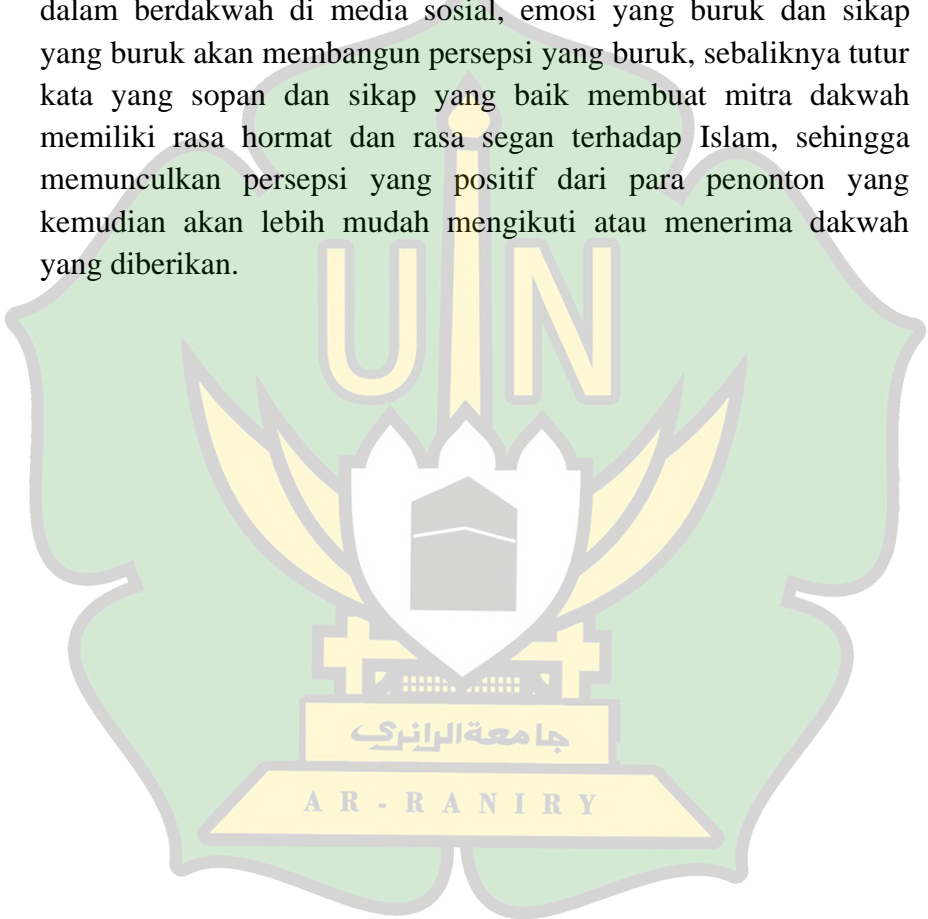 dalam berdakwah di media sosial, emosi yang buruk dan sikap
yang buruk akan membangun persepsi yang buruk, sebaliknya tutur
kata yang sopan dan sikap yang baik membuat mitra dakwah
memiliki rasa hormat dan rasa segan terhadap Islam, sehingga
memunculkan persepsi yang positif dari para penonton yang
kemudian akan lebih mudah mengikuti atau menerima dakwah
yang diberikan.
UIN
جامعةالرانري
AR-RANIRY